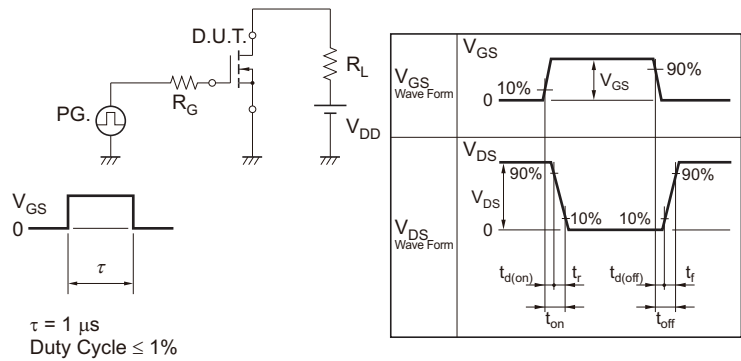 D.U.T.
R_L
R_G
PG.
V_DD
V_GS
0
τ
τ = 1 μs
Duty Cycle ≤ 1%
V_GS
Wave Form
V_GS
10%
V_GS
90%
0
V_DS
Wave Form
V_DS
90%
90%
V_DS
10%
10%
0
t_d(on)
t_r
t_d(off)
t_f
t_on
t_off